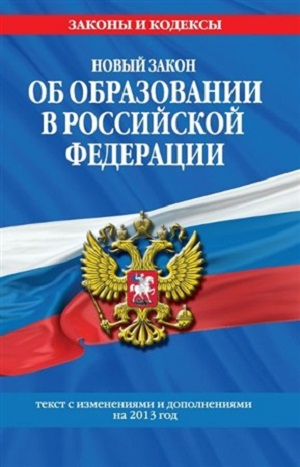 ЗАКОНЫ И КОДЕКСЫ
НОВЫЙ ЗАКОН
ОБ ОБРАЗОВАНИИ
В РОССИЙСКОЙ
ФЕДЕРАЦИИ
ТЕКСТ С ИЗМЕНЕНИЯМИ И ДОПОЛНЕНИЯМИ
на 2013 год